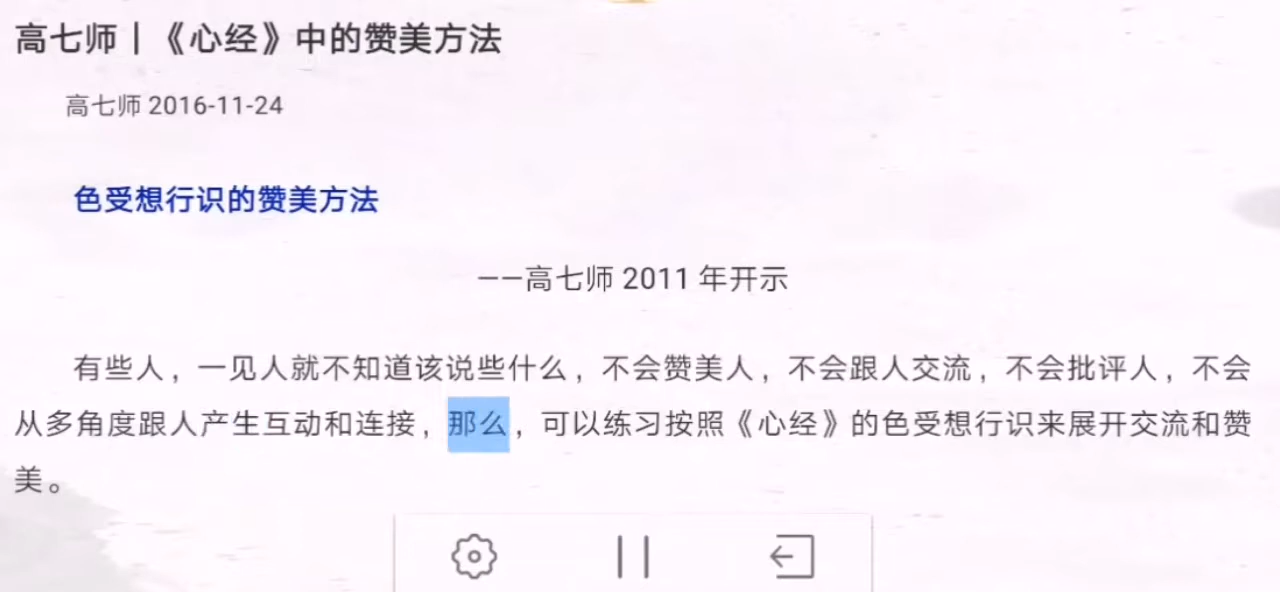 高七师｜《心经》中的赞美方法
高七师 2016-11-24
色受想行识的赞美方法
——高七师 2011 年开示
有些人，一见人就不知道该说些什么，不会赞美人，不会跟人交流，不会批评人，不会
从多角度跟人产生互动和连接，那么，可以练习按照《心经》的色受想行识来展开交流和赞
美。